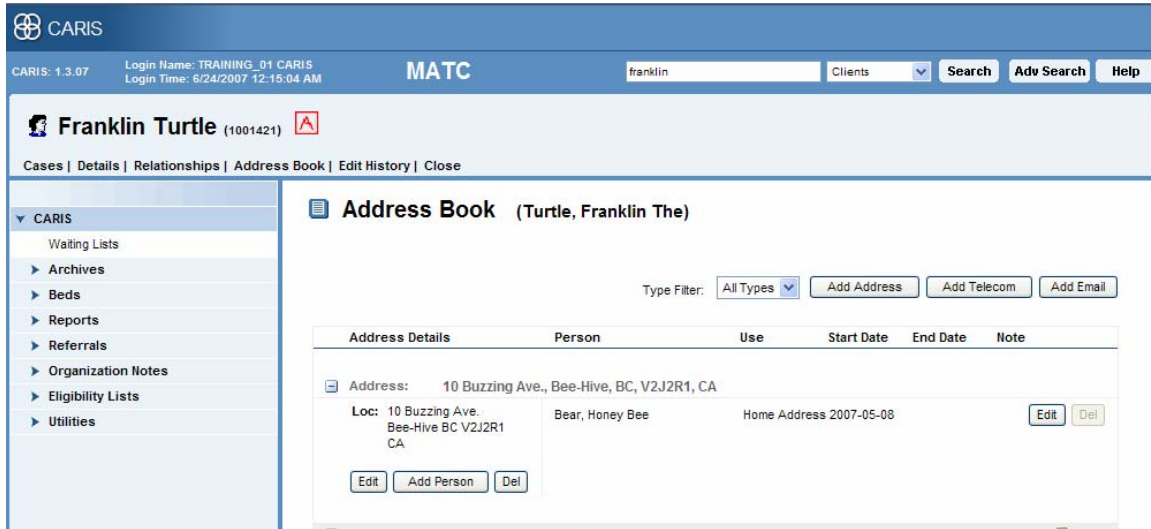 CARIS
CARIS: 1.3.07
Login Name: TRAINING_01 CARIS
Login Time: 6/24/2007 12:15:04 AM
MATC
franklin
Clients
Search
Adv Search
Help
Franklin Turtle (1001421) A
Cases | Details | Relationships | Address Book | Edit History | Close
CARIS
Waiting Lists
Archives
Beds
Reports
Referrals
Organization Notes
Eligibility Lists
Utilities
Address Book (Turtle, Franklin The)
Type Filter: All Types Add Address Add Telecom Add Email
Address Details Person Use Start Date End Date Note
Address: 10 Buzzing Ave., Bee-Hive, BC, V2J2R1, CA
Loc: 10 Buzzing Ave. Bear, Honey Bee Home Address 2007-05-08 Edit Del
Bee-Hive BC V2J2R1
CA
Edit Add Person Del